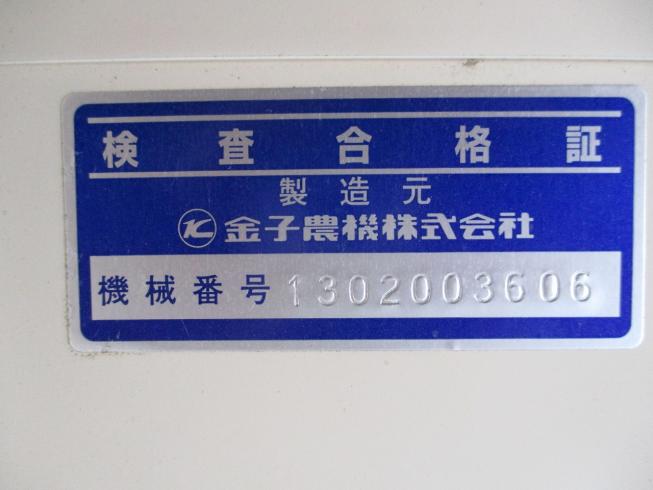 検査合格証
製造元
K 金子農機株式会社
機械番号 1302003606